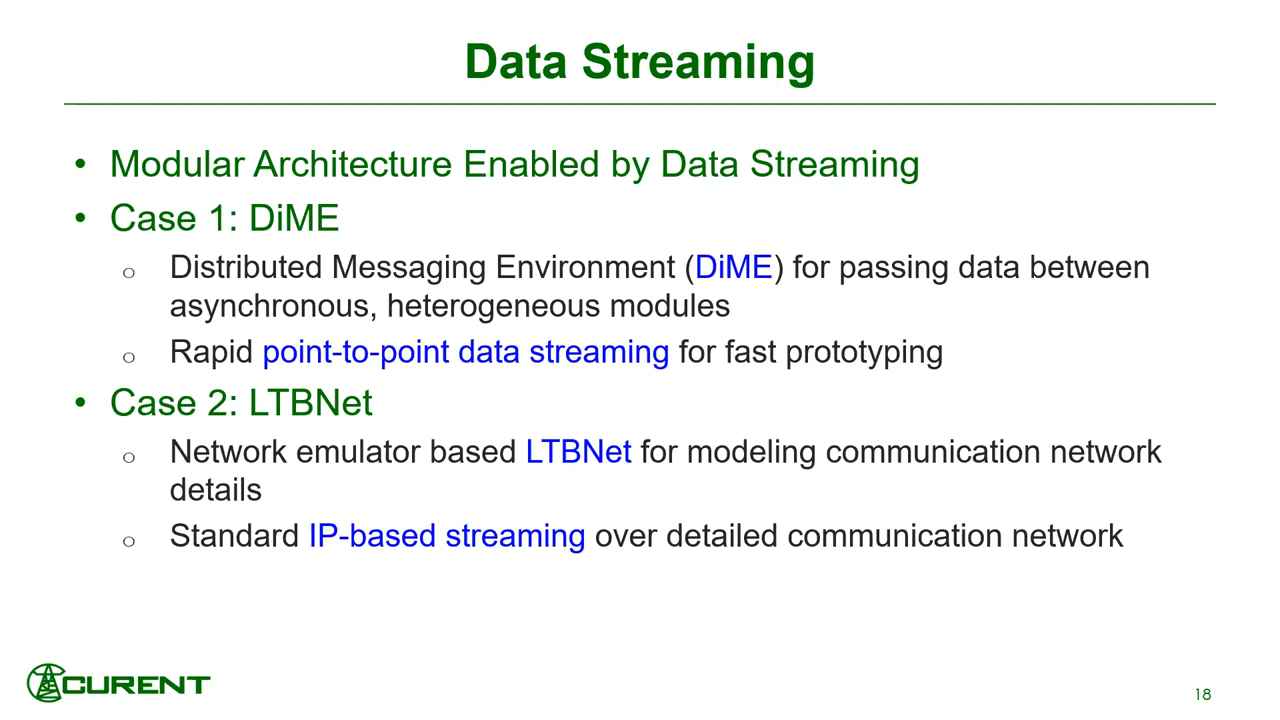 Data Streaming
• Modular Architecture Enabled by Data Streaming
• Case 1: DiME
○ Distributed Messaging Environment (DiME) for passing data between
asynchronous, heterogeneous modules
○ Rapid point-to-point data streaming for fast prototyping
• Case 2: LTBNet
○ Network emulator based LTBNet for modeling communication network
details
○ Standard IP-based streaming over detailed communication network
CURENT
18